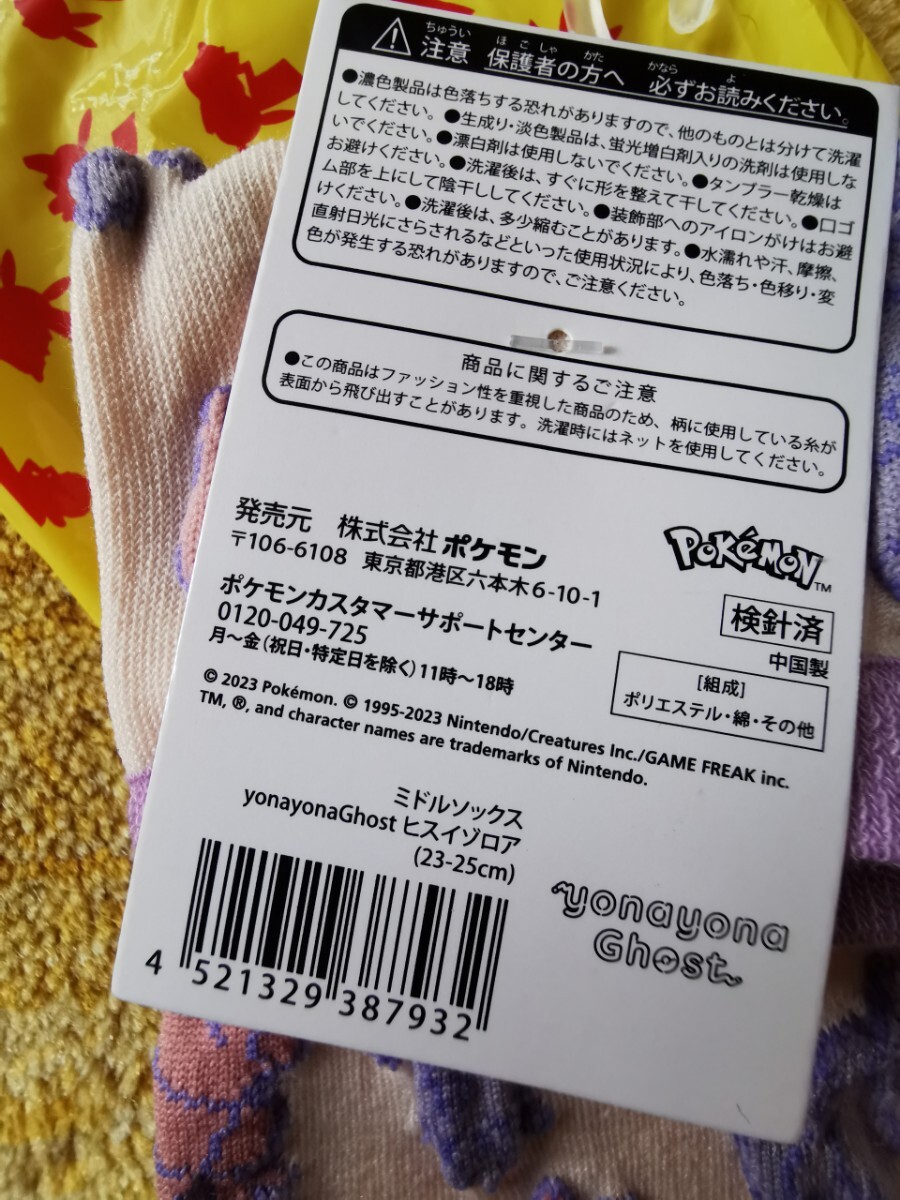 注意 保護者の方へ 必ずお読みください。
ちゅうい ほごしゃ かた かなら よ
●濃色製品は色落ちする恐れがありますので、他のものとは分けて洗濯
してください。●生成り・淡色製品は、蛍光増白剤入りの洗剤は使用しな
いでください。●漂白剤は使用しないでください。●タンブラー乾燥は
お避けください。●洗濯後は、すぐに形を整えて干してください。●口ゴ
ム部を上にして陰干ししてください。●装飾部へのアイロンがけはお避
けください。●洗濯後は、多少縮むことがあります。●水濡れや汗、摩擦、
直射日光にさらされるなどといった使用状況により、色落ち・色移り・変
色が発生する恐れがありますので、ご注意ください。
商品に関するご注意
●この商品はファッション性を重視した商品のため、柄に使用している糸が
表面から飛び出すことがあります。洗濯時にはネットを使用してください。
発売元 株式会社ポケモン
〒106-6108 東京都港区六本木6-10-1
ポケモンカスタマーサポートセンター
0120-049-725
月～金（祝日・特定日を除く）11時～18時
POKéMON TM
検針済
中国製
［組成］
ポリエステル・綿・その他
© 2023 Pokémon. © 1995-2023 Nintendo/Creatures Inc./GAME FREAK inc.
TM, ®, and character names are trademarks of Nintendo.
ミドルソックス
yonayonaGhost ヒスイゾロア
(23-25cm)
4 521329 387932
yonayona
Ghost